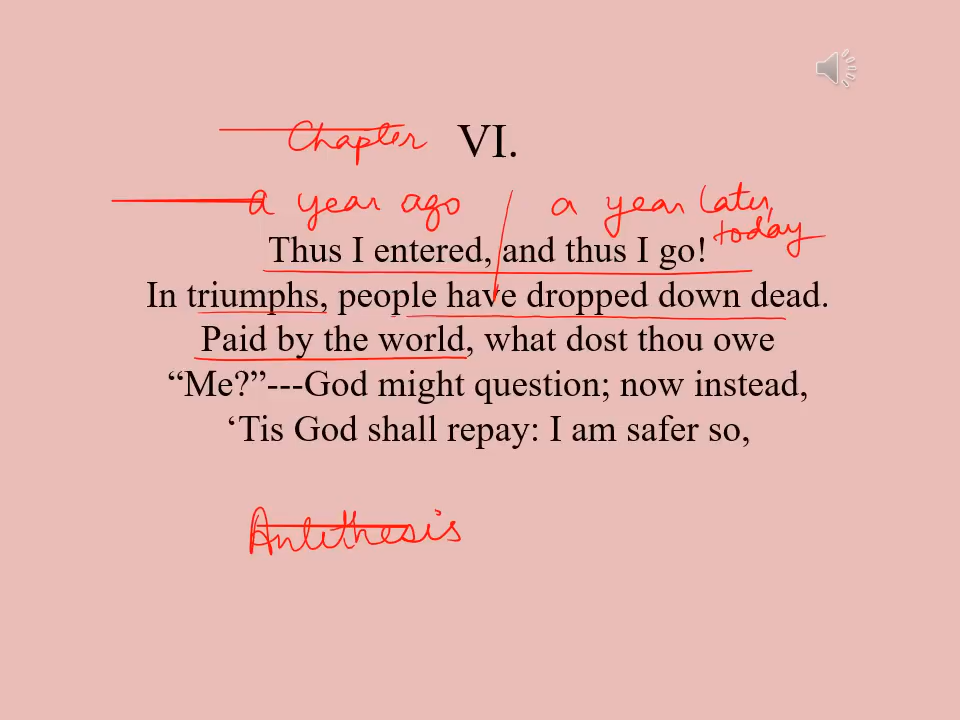 Chapter VI.
a year ago a year later,
today
Thus I entered, and thus I go!
In triumphs, people have dropped down dead.
Paid by the world, what dost thou owe
“Me?”---God might question; now instead,
‘Tis God shall repay: I am safer so,
Antithesis